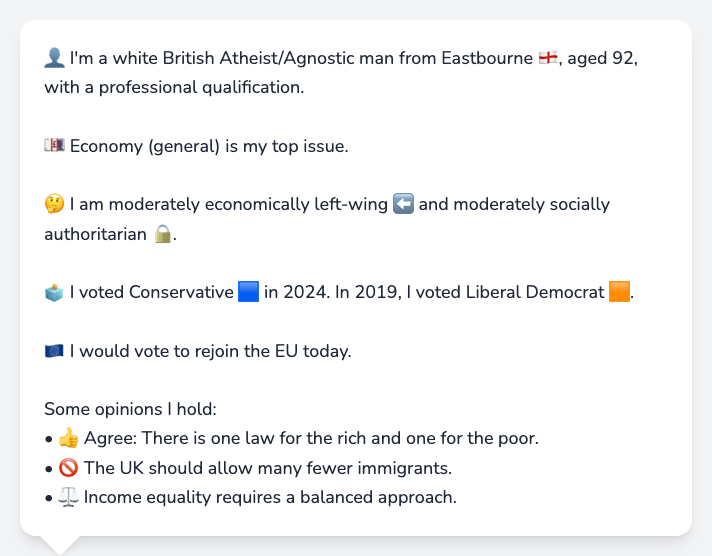 👤 I'm a white British Atheist/Agnostic man from Eastbourne 🏴󠁧󠁢󠁥󠁮󠁧󠁿, aged 92,
with a professional qualification.
💷 Economy (general) is my top issue.
🤔 I am moderately economically left-wing ⬅️ and moderately socially
authoritarian 🔒.
🗳️ I voted Conservative 🟦 in 2024. In 2019, I voted Liberal Democrat 🟧.
🇪🇺 I would vote to rejoin the EU today.
Some opinions I hold:
• 👍 Agree: There is one law for the rich and one for the poor.
• 🚫 The UK should allow many fewer immigrants.
• ⚖️ Income equality requires a balanced approach.